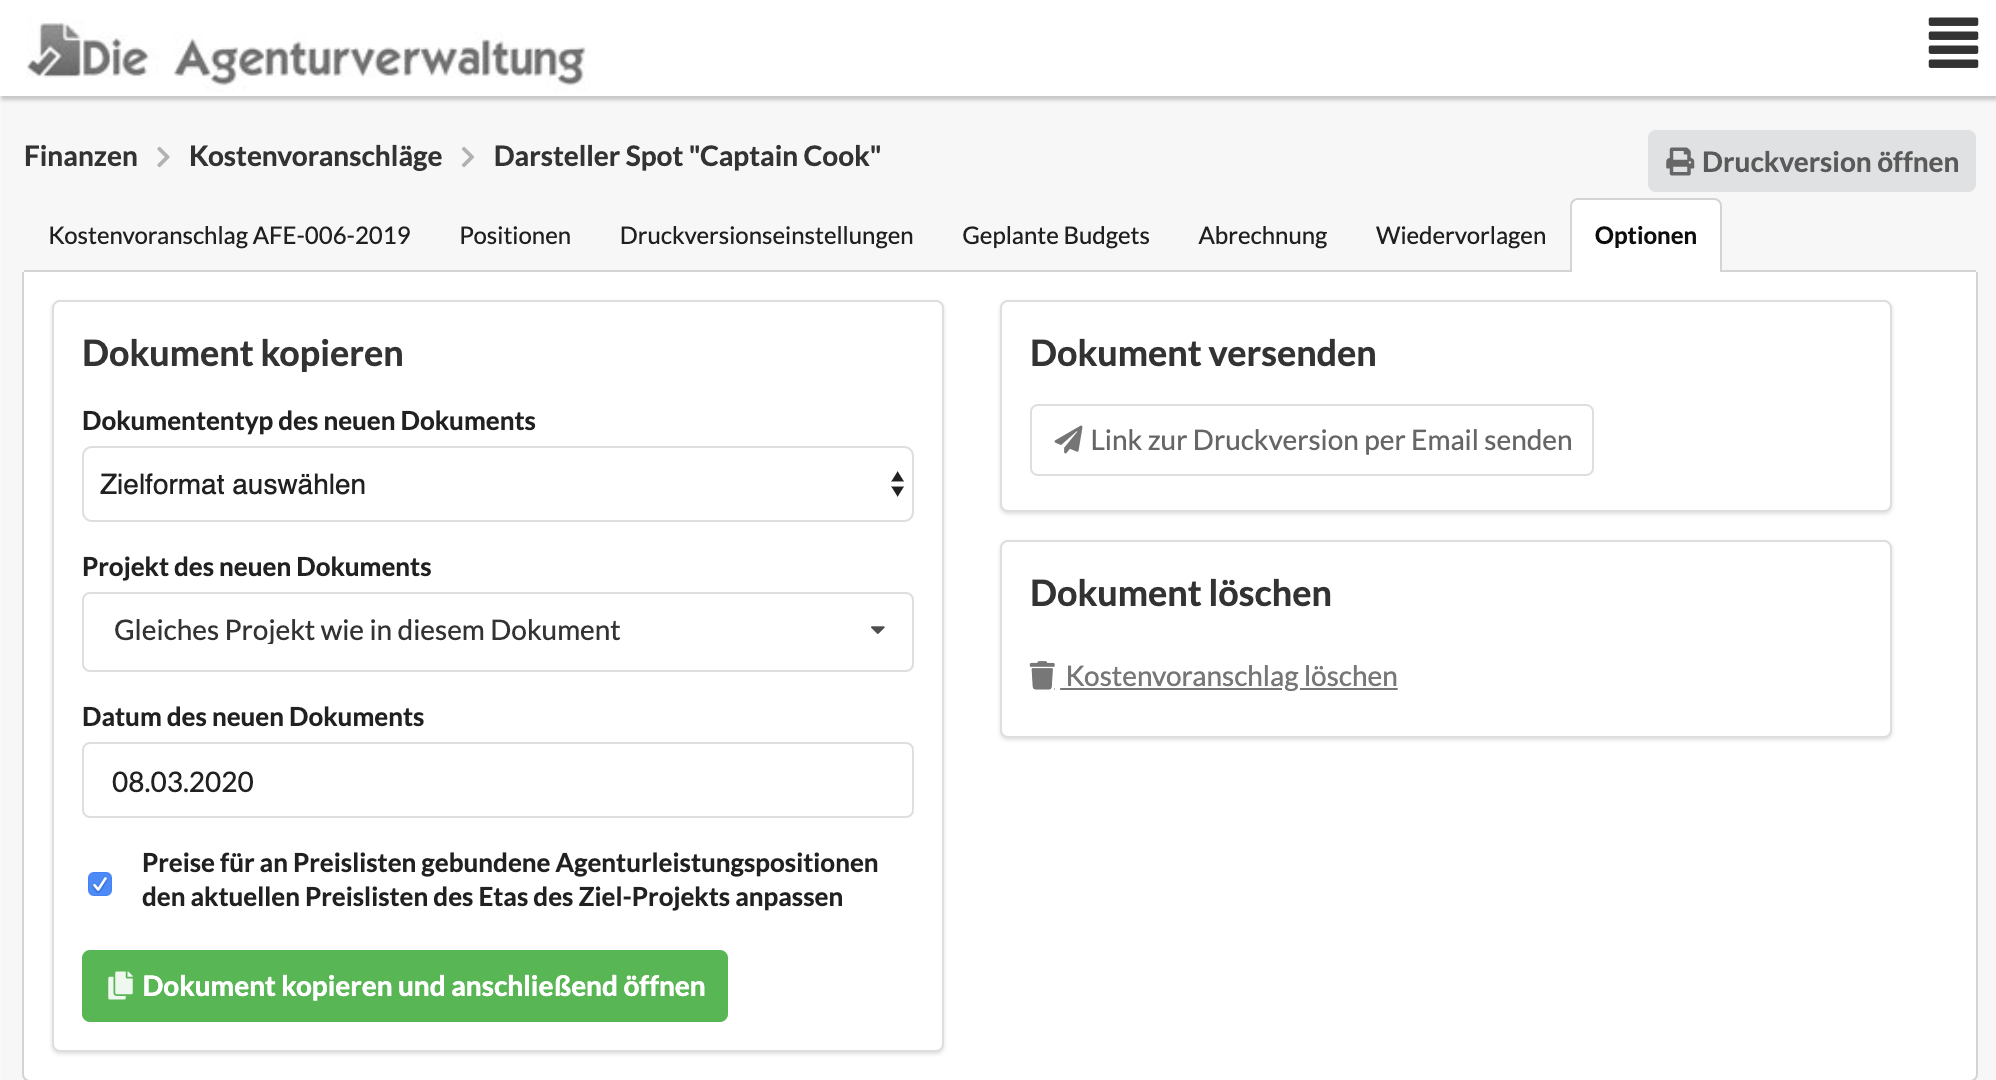 Die Agenturverwaltung
Finanzen > Kostenvoranschläge > Darsteller Spot "Captain Cook"
Druckversion öffnen
Kostenvoranschlag AFE-006-2019 Positionen Druckversionseinstellungen Geplante Budgets Abrechnung Wiedervorlagen Optionen
Dokument kopieren
Dokumententyp des neuen Dokuments
Zielformat auswählen
Projekt des neuen Dokuments
Gleiches Projekt wie in diesem Dokument
Datum des neuen Dokuments
08.03.2020
Preise für an Preislisten gebundene Agenturleistungspositionen
den aktuellen Preislisten des Etas des Ziel-Projekts anpassen
Dokument kopieren und anschließend öffnen
Dokument versenden
Link zur Druckversion per Email senden
Dokument löschen
Kostenvoranschlag löschen